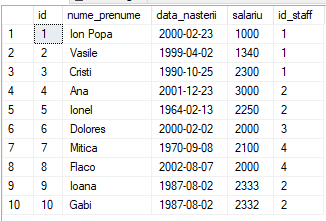 id nume_prenume data_nasterii salariu id_staff
1 1 Ion Popa 2000-02-23 1000 1
2 2 Vasile 1999-04-02 1340 1
3 3 Cristi 1990-10-25 2300 1
4 4 Ana 2001-12-23 3000 2
5 5 Ionel 1964-02-13 2250 2
6 6 Dolores 2000-02-02 2000 3
7 7 Mitica 1970-09-08 2100 4
8 8 Flaco 2002-08-07 2000 4
9 9 Ioana 1987-08-02 2333 2
10 10 Gabi 1987-08-02 2332 2